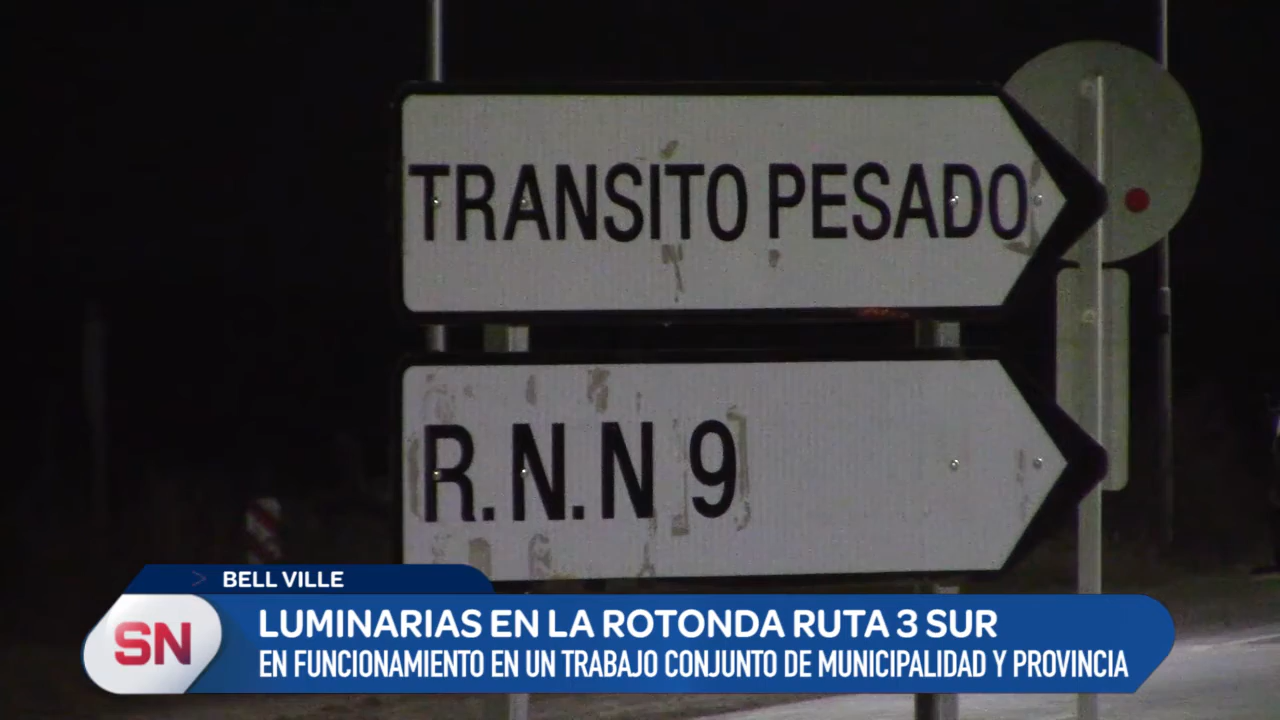 TRANSITO PESADO
R.N.N 9
> BELL VILLE
SN
LUMINARIAS EN LA ROTONDA RUTA 3 SUR
EN FUNCIONAMIENTO EN UN TRABAJO CONJUNTO DE MUNICIPALIDAD Y PROVINCIA